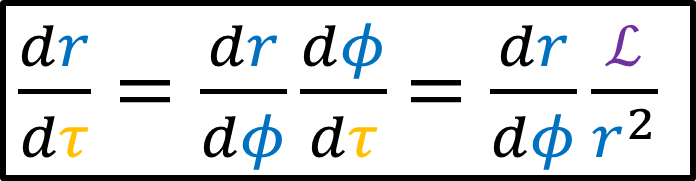 dr/dτ = dr/dϕ dϕ/dτ = dr/dϕ ℒ/r²